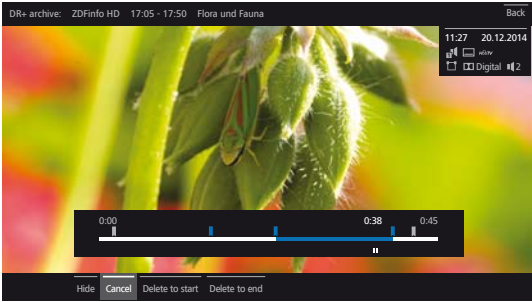 DR+ archive: ZDFinfo HD 17:05 - 17:50 Flora und Fauna Back
11:27 20.12.2014
Digital 2
0:00 0:38 0:45
Hide Cancel Delete to start Delete to end